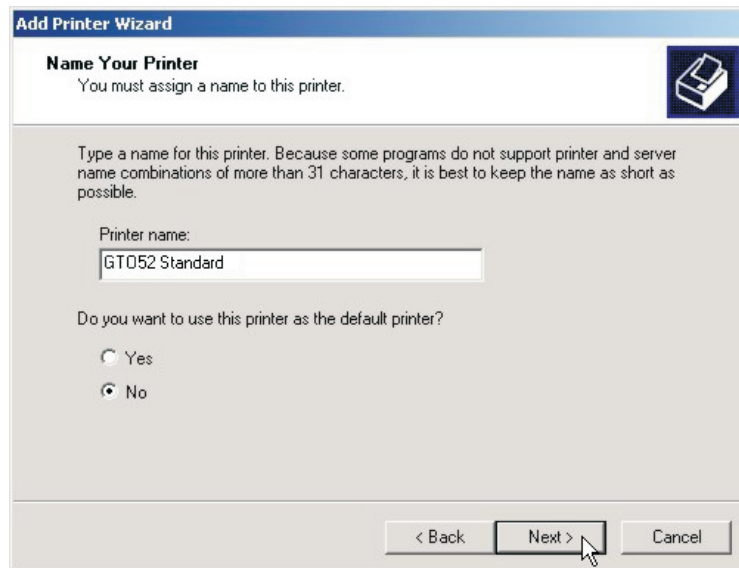 Add Printer Wizard
Name Your Printer
You must assign a name to this printer.
Type a name for this printer. Because some programs do not support printer and server
name combinations of more than 31 characters, it is best to keep the name as short as
possible.
Printer name:
GTO52 Standard
Do you want to use this printer as the default printer?
Yes
No
< Back
Next >
Cancel